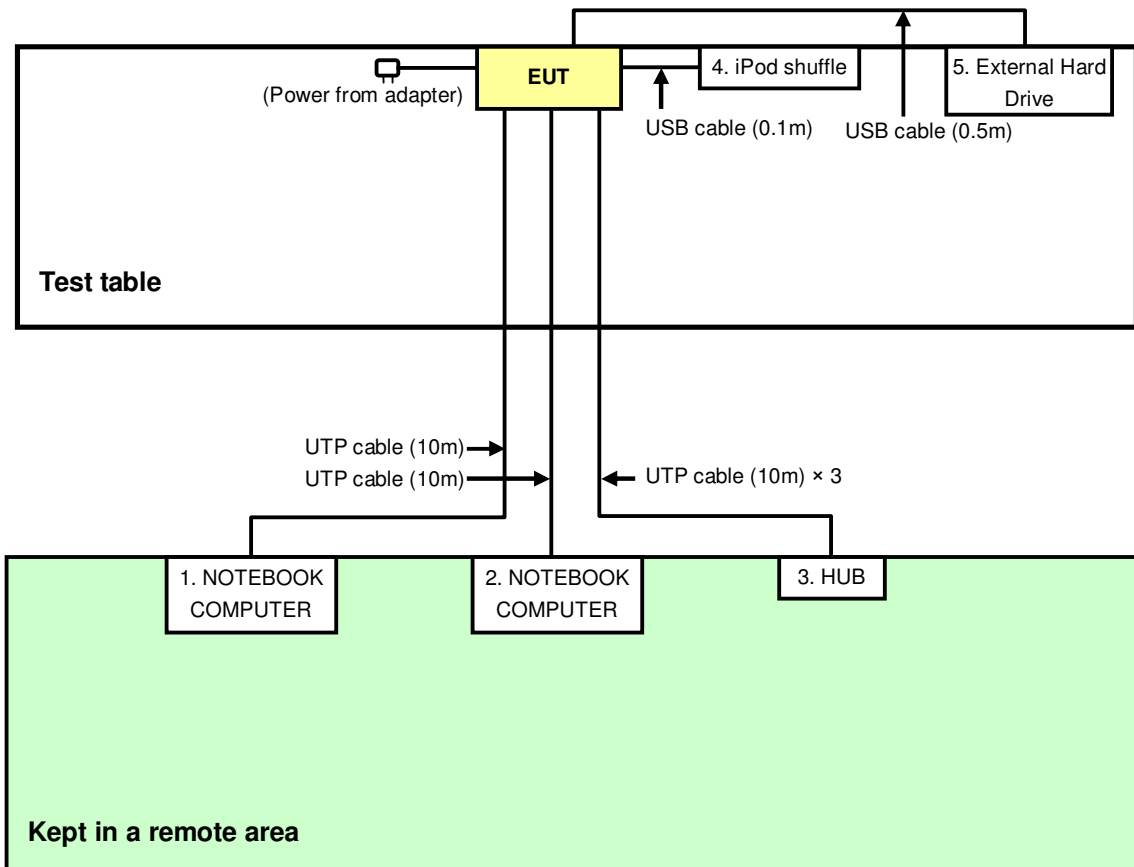 EUT
4. iPod shuffle
5. External Hard
Drive
(Power from adapter)
USB cable (0.1m)
USB cable (0.5m)
Test table
UTP cable (10m)
UTP cable (10m)
UTP cable (10m) × 3
1. NOTEBOOK
COMPUTER
2. NOTEBOOK
COMPUTER
3. HUB
Kept in a remote area